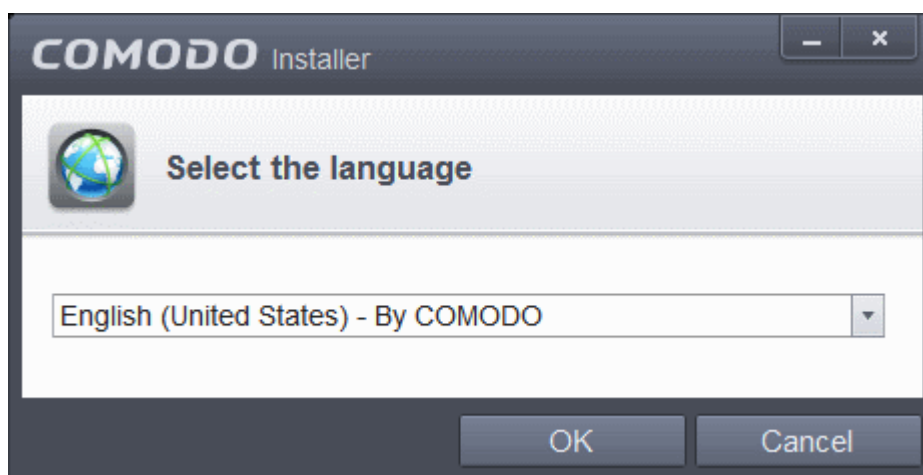 COMODO Installer
Select the language
English (United States) - By COMODO
OK Cancel